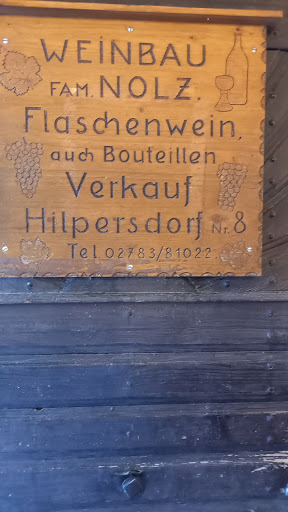 WEINBAU
FAM. NOLZ.
Flaschenwein,
auch Bouteillen
Verkauf
Hilpersdorf Nr. 8
Tel. 02783/81022